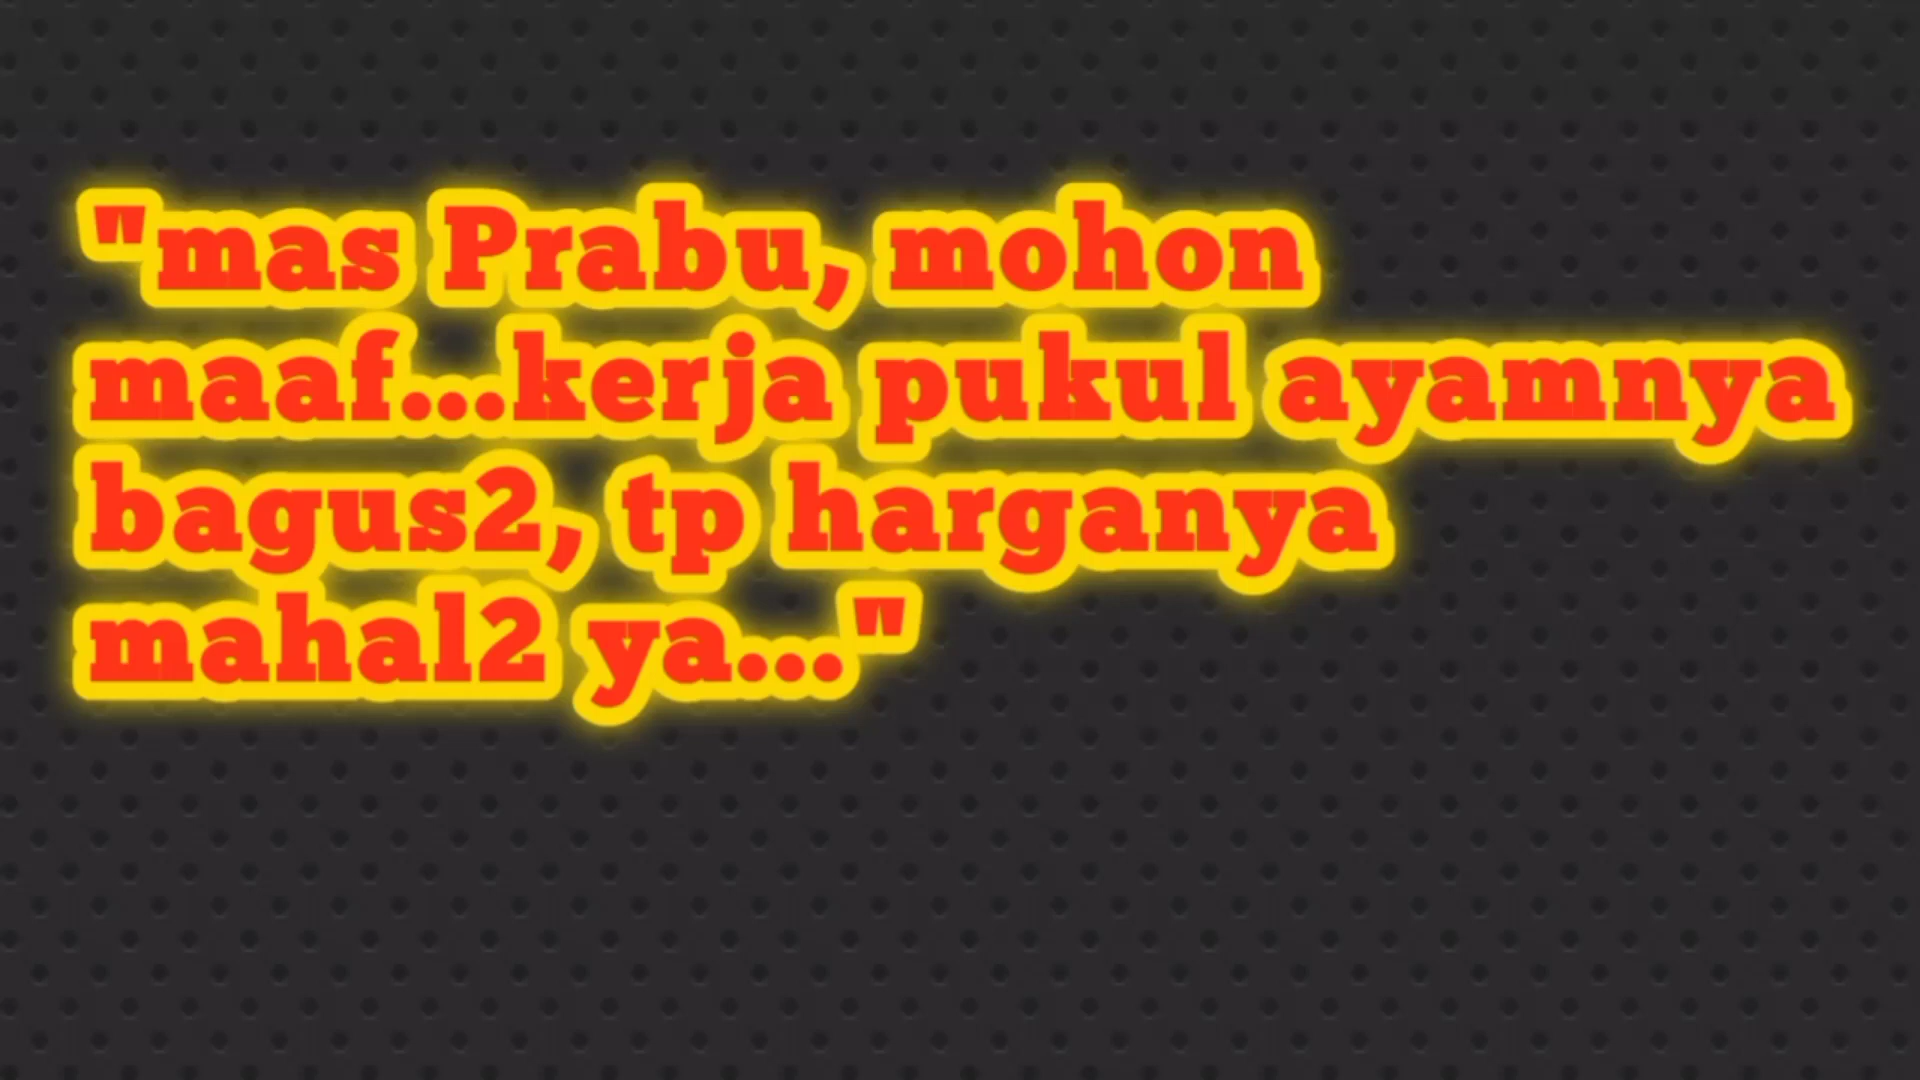 "mas Prabu, mohon
maaf...kerja pukul ayamnya
bagus2, tp harganya
mahal2 ya..."